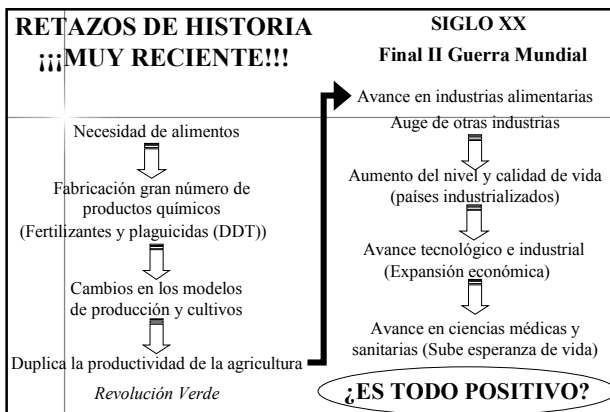 RETAZOS DE HISTORIA
¡¡¡MUY RECIENTE!!!
Necesidad de alimentos
Fabricación gran número de
productos químicos
(Fertilizantes y plaguicidas (DDT))
Cambios en los modelos
de producción y cultivos
Duplica la productividad de la agricultura
Revolución Verde
SIGLO XX
Final II Guerra Mundial
Avance en industrias alimentarias
Auge de otras industrias
Aumento del nivel y calidad de vida
(países industrializados)
Avance tecnológico e industrial
(Expansión económica)
Avance en ciencias médicas y
sanitarias (Sube esperanza de vida)
¿ES TODO POSITIVO?